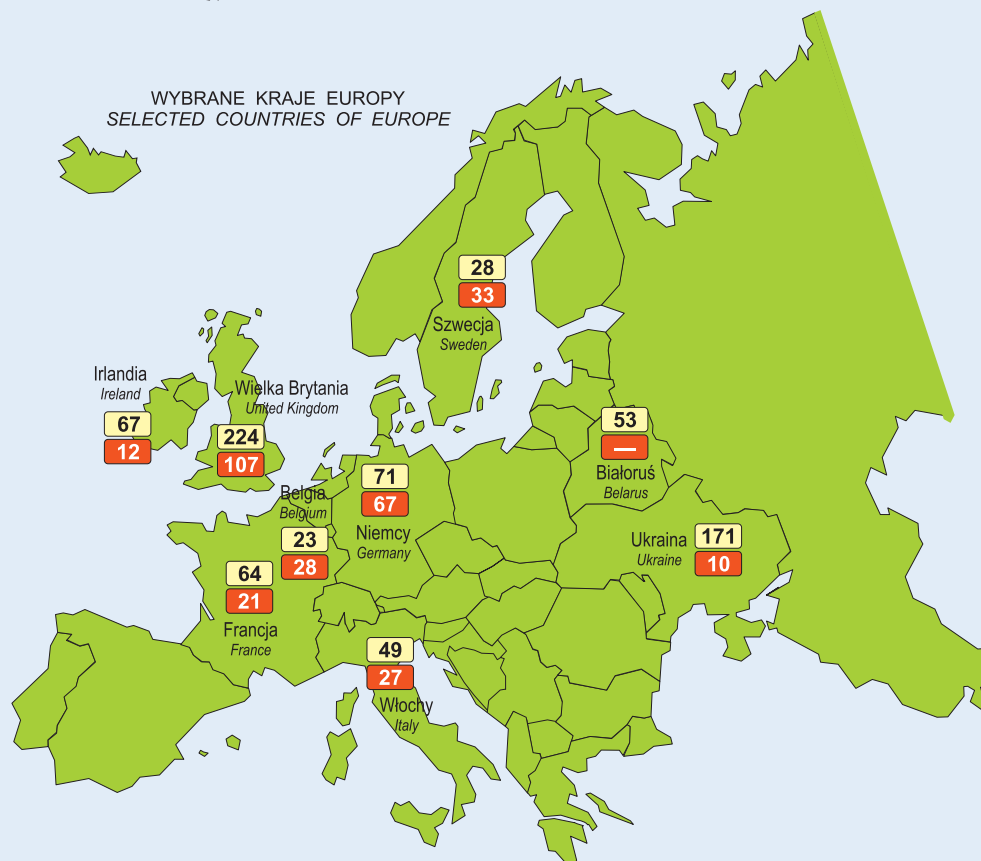 WYBRANE KRAJE EUROPY
SELECTED COUNTRIES OF EUROPE
28
33
Szwecja
Sweden
Irlandia
Ireland
67
12
Wielka Brytania
United Kingdom
224
107
53
—
Białoruś
Belarus
71
67
Niemcy
Germany
Belgia
Belgium
23
28
Ukraina
Ukraine
171
10
64
21
Francja
France
49
27
Włochy
Italy